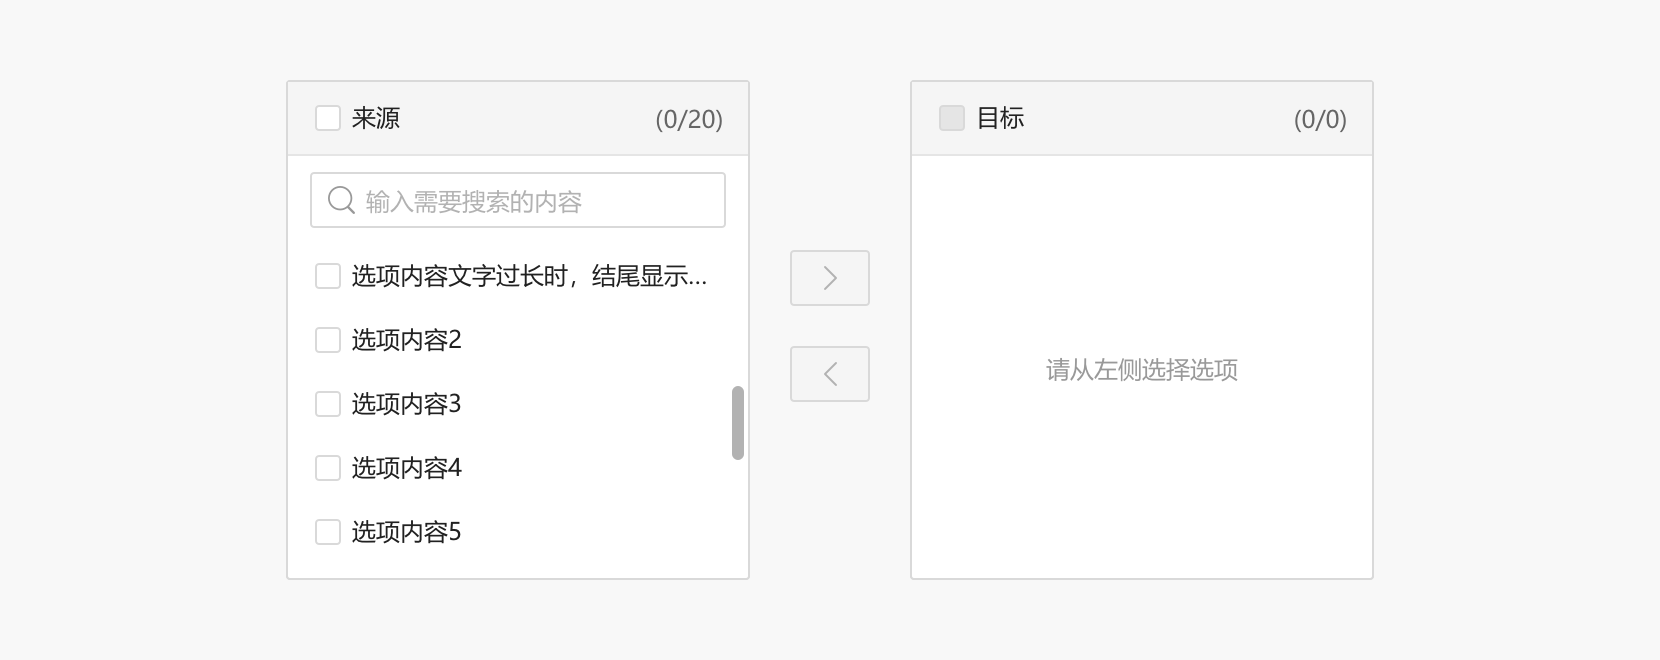 来源 (0/20)
输入需要搜索的内容
选项内容文字过长时，结尾显示...
选项内容2
选项内容3
选项内容4
选项内容5
目标 (0/0)
请从左侧选择选项